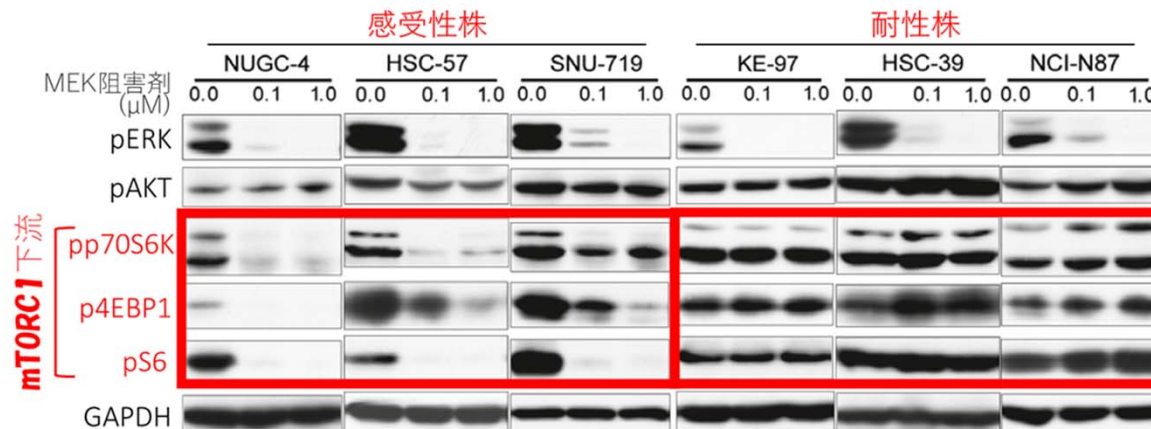 感受性株 耐性株
NUGC-4 HSC-57 SNU-719 KE-97 HSC-39 NCI-N87
MEK阻害剤
(μM)
0.0 0.1 1.0 0.0 0.1 1.0 0.0 0.1 1.0 0.0 0.1 1.0 0.0 0.1 1.0 0.0 0.1 1.0
pERK
pAKT
mTORC1下流
pp70S6K
p4EBP1
pS6
GAPDH